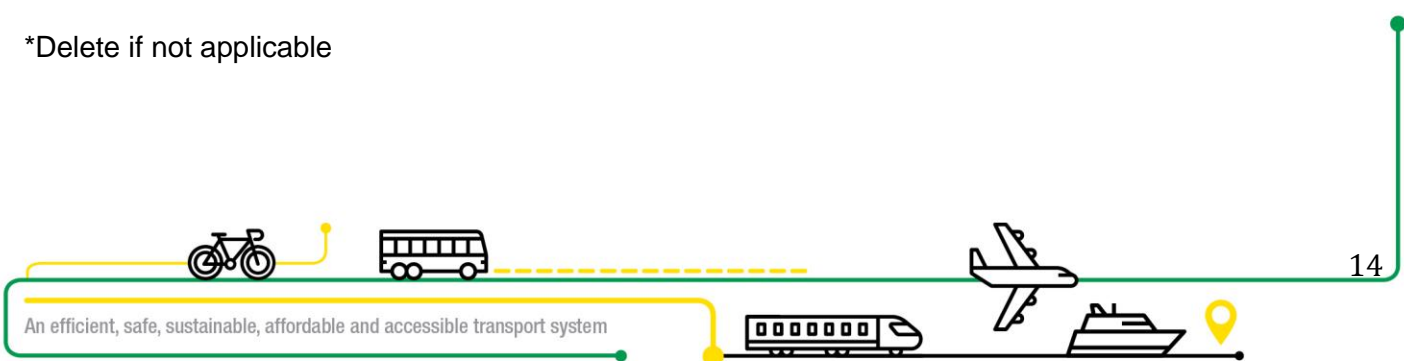 *Delete if not applicable
14
An efficient, safe, sustainable, affordable and accessible transport system